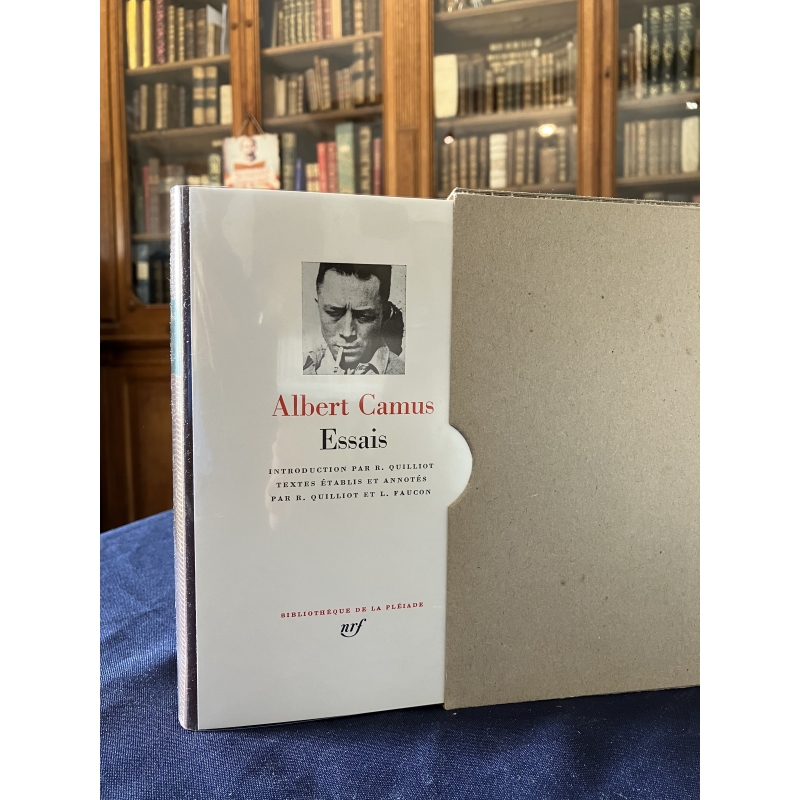 Albert Camus
Essais
INTRODUCTION PAR R. QUILLIOT
TEXTES ÉTABLIS ET ANNOTÉS
PAR R. QUILLIOT ET L. FAUCON
BIBLIOTHÈQUE DE LA PLÉIADE
nrf